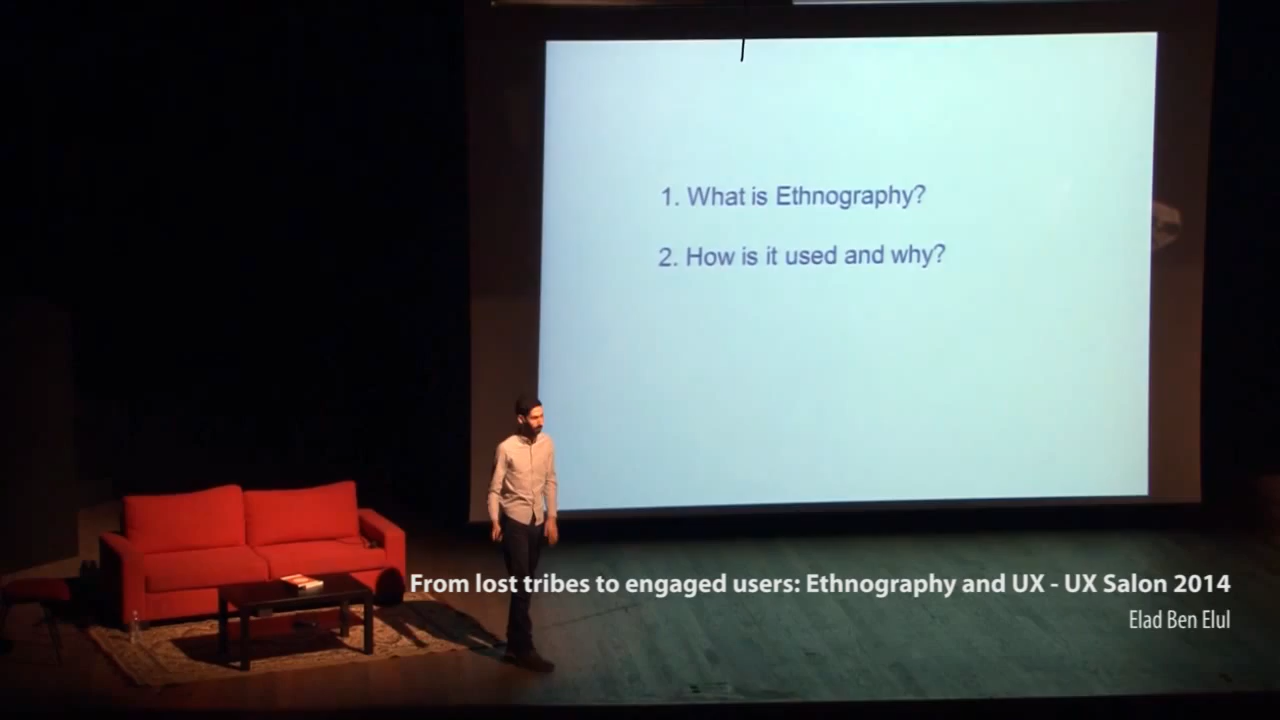 1. What is Ethnography?
2. How is it used and why?
From lost tribes to engaged users: Ethnography and UX - UX Salon 2014
Elad Ben Elul